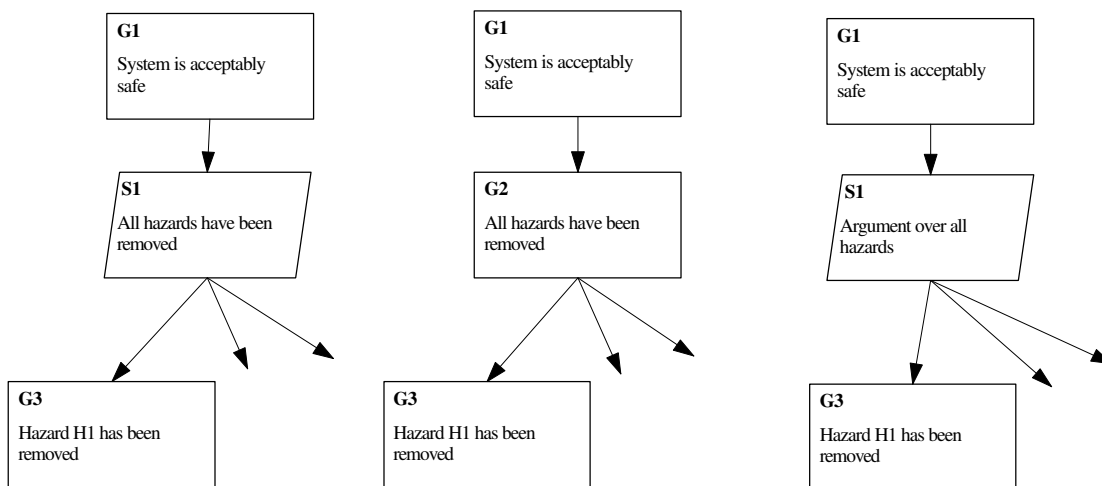 G1
System is acceptably
safe
S1
All hazards have been
removed
G3
Hazard H1 has been
removed
G1
System is acceptably
safe
G2
All hazards have been
removed
G3
Hazard H1 has been
removed
G1
System is acceptably
safe
S1
Argument over all
hazards
G3
Hazard H1 has been
removed